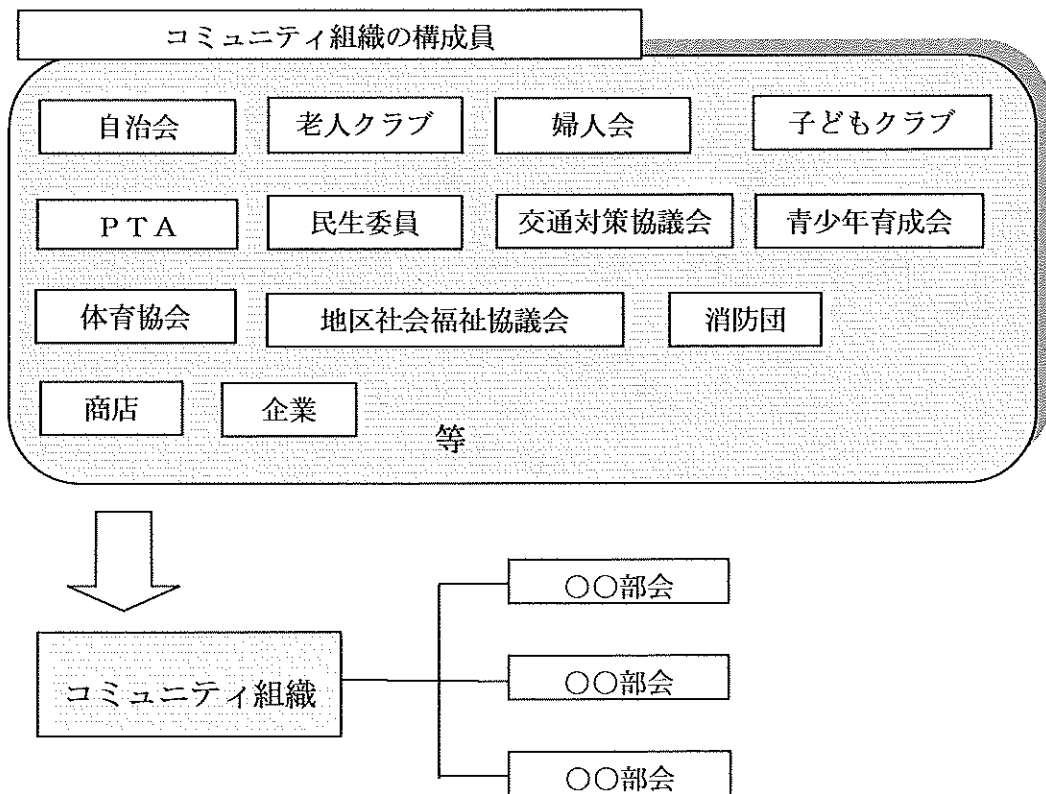 コミュニティ組織の構成員
自治会 老人クラブ 婦人会 子どもクラブ
ＰＴＡ 民生委員 交通対策協議会 青少年育成会
体育協会 地区社会福祉協議会 消防団
商店 企業 等
○○部会
コミュニティ組織 ○○部会
○○部会